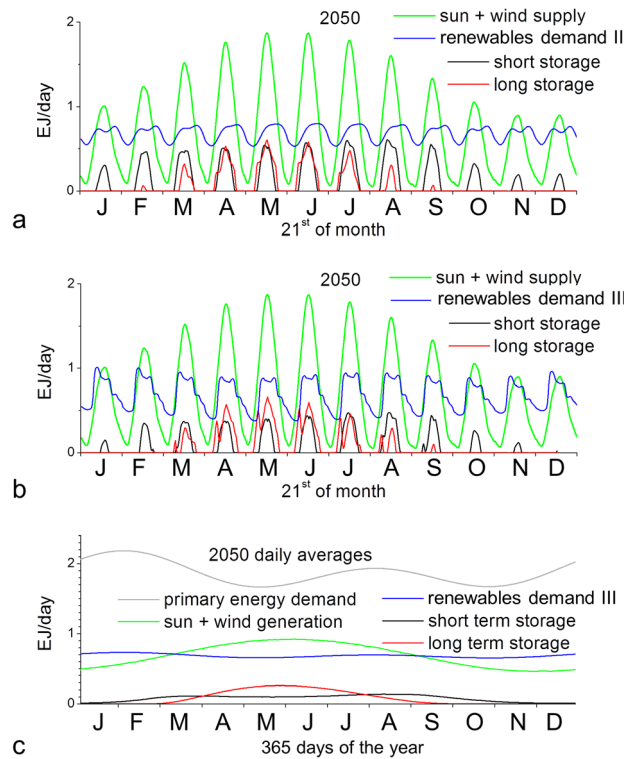 2050
sun + wind supply
renewables demand II
short storage
long storage
EJ/day
2
1
0
J F M A M J J A S O N D
21st of month
a
2050
sun + wind supply
renewables demand III
short storage
long storage
EJ/day
2
1
0
J F M A M J J A S O N D
21st of month
b
2050 daily averages
primary energy demand
sun + wind generation
renewables demand III
short term storage
long term storage
EJ/day
2
1
0
J F M A M J J A S O N D
365 days of the year
c